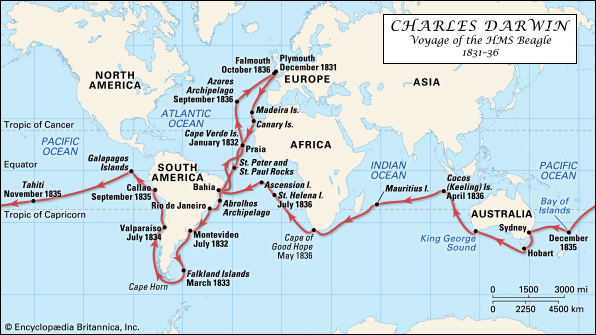 CHARLES DARWIN
Voyage of the HMS Beagle
1831-36
NORTH
AMERICA
Falmouth
October 1836
Plymouth
December 1831
EUROPE
ASIA
Azores
Archipelago
September 1836
ATLANTIC
OCEAN
Madeira Is.
Canary Is.
Tropic of Cancer
Cape Verde Is.
January 1832
PACIFIC
OCEAN
Praia
AFRICA
Equator
Galapagos
Islands
SOUTH
AMERICA
St. Peter and
St. Paul Rocks
INDIAN
OCEAN
PACIFIC
OCEAN
Tahiti
November 1835
Callao
September 1835
Bahia
Ascension I.
St. Helena I.
July 1836
Mauritius I.
Cocos
(Keeling) Is.
April 1836
Rio de Janeiro
Abrolhos
Archipelago
Tropic of Capricorn
AUSTRALIA
Bay of
Islands
Valparaíso
July 1834
Montevideo
July 1832
Cape of
Good Hope
May 1836
King George
Sound
Sydney
Hobart
December
1835
Falkland Islands
March 1833
Cape Horn
0 1500 3000 mi
0 2250 4500 km
© Encyclopædia Britannica, Inc.